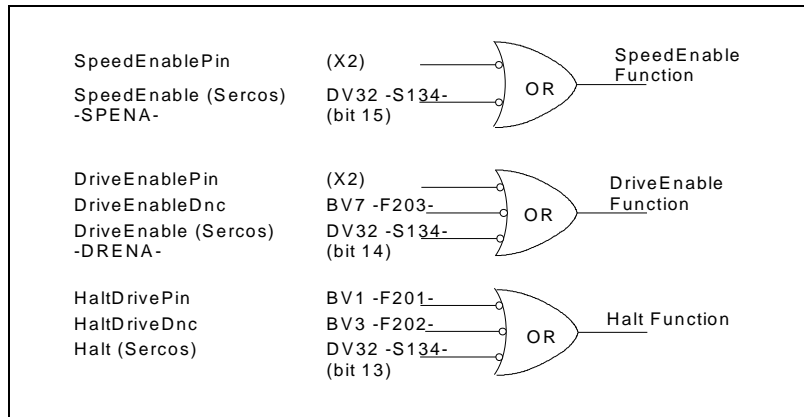 SpeedEnablePin (X2) SpeedEnable
Function
OR
SpeedEnable (Sercos) DV32 -S134-
-SPENA- (bit 15)
DriveEnablePin (X2) DriveEnable
Function
DriveEnableDnc BV7 -F203- OR
DriveEnable (Sercos) DV32 -S134-
-DRENA- (bit 14)
HaltDrivePin BV1 -F201-
HaltDriveDnc BV3 -F202- OR Halt Function
Halt (Sercos) DV32 -S134-
(bit 13)